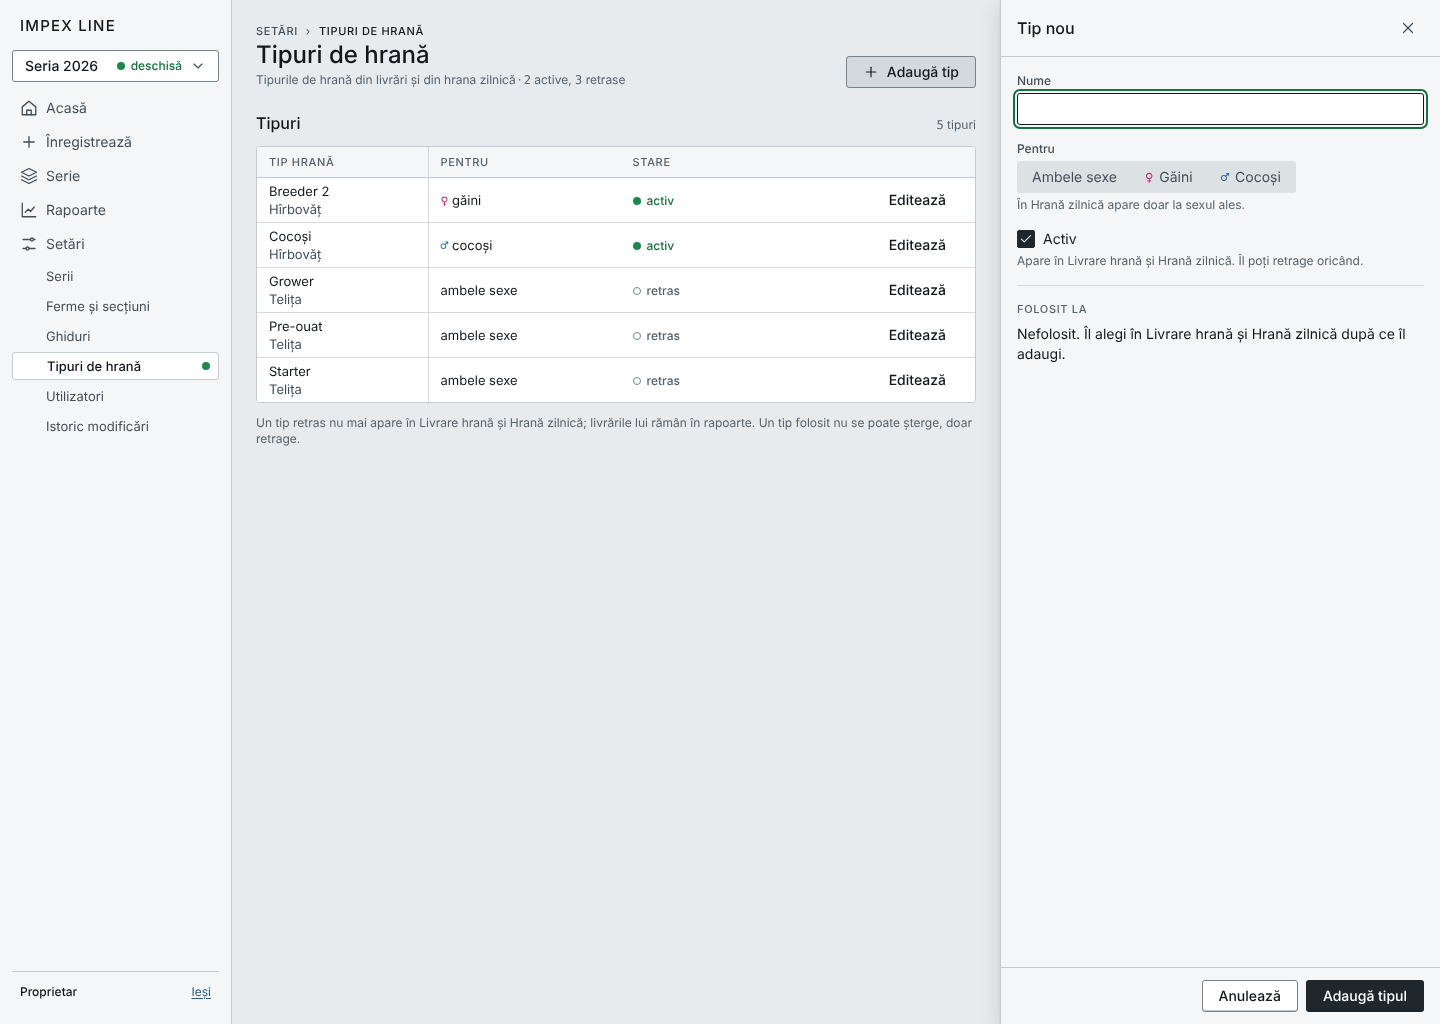 IMPEX LINE
Seria 2026 deschisă
Acasă
Înregistrează
Serie
Rapoarte
Setări
Serii
Ferme și secțiuni
Ghiduri
Tipuri de hrană
Utilizatori
Istoric modificări
Proprietar Ieși
SETĂRI › TIPURI DE HRANĂ
Tipuri de hrană
Tipurile de hrană din livrări și din hrana zilnică · 2 active, 3 retrase
Adaugă tip
Tipuri 5 tipuri
TIP HRANĂ PENTRU STARE
Breeder 2
Hîrbovăț
♀ găini activ Editează
Cocoși
Hîrbovăț
♂ cocoși activ Editează
Grower
Telița
ambele sexe retras Editează
Pre-ouat
Telița
ambele sexe retras Editează
Starter
Telița
ambele sexe retras Editează
Un tip retras nu mai apare în Livrare hrană și Hrană zilnică; livrările lui rămân în rapoarte. Un tip folosit nu se poate șterge, doar
retrage.
Tip nou
Nume
Pentru
Ambele sexe ♀ Găini ♂ Cocoși
În Hrană zilnică apare doar la sexul ales.
Activ
Apare în Livrare hrană și Hrană zilnică. Îl poți retrage oricând.
FOLOSIT LA
Nefolosit. Îl alegi în Livrare hrană și Hrană zilnică după ce îl
adaugi.
Anulează Adaugă tipul